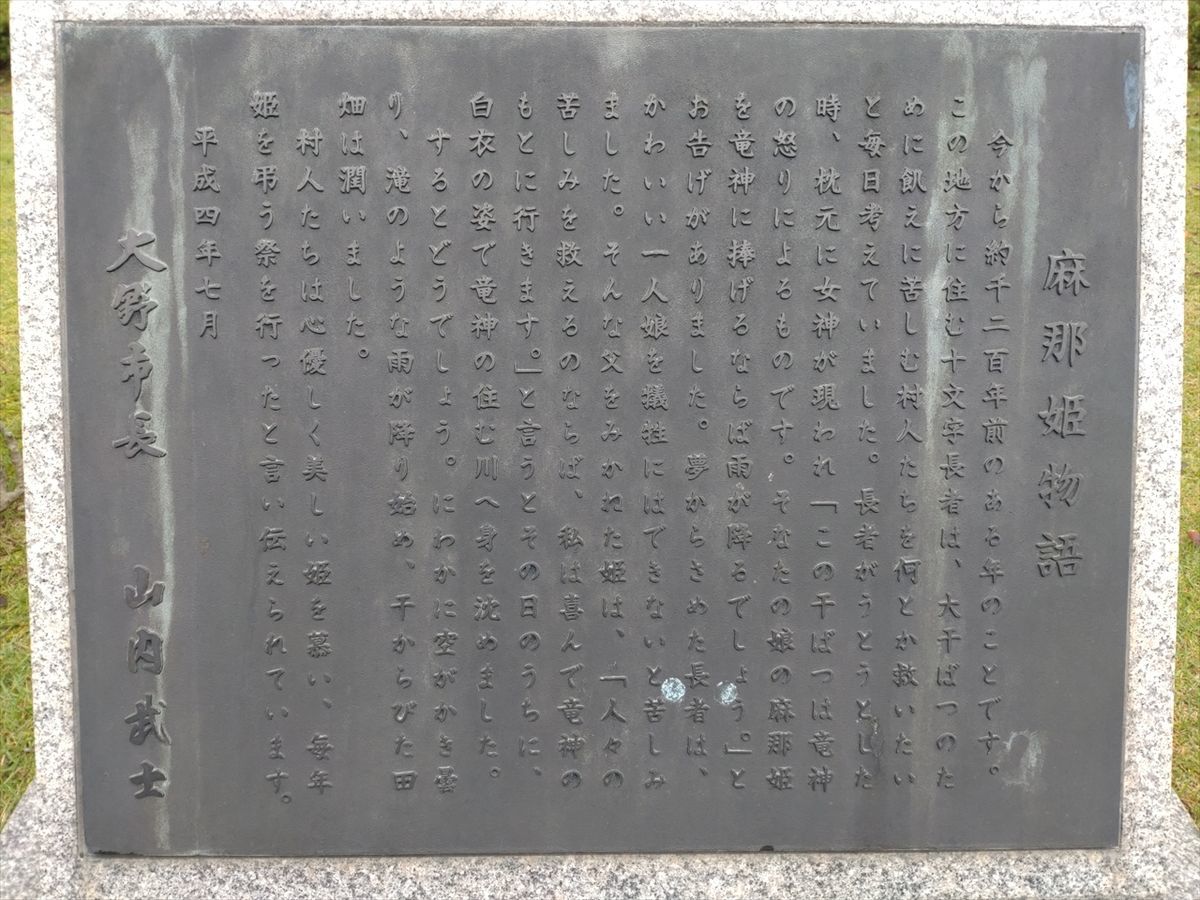 麻那姫物語
今から約千二百年前のある年のことです。
この地方に住む十文字長者は、大干ばつのた
めに飢えに苦しむ村人たちを何とか救いたい
と毎日考えていました。長者がうとうとした
時、枕元に女神が現われ「この干ばつは竜神
の怒りによるものです。そなたの娘の麻那姫
を竜神に捧げるならば雨が降るでしょう。」と
お告げがありました。夢からさめた長者は、
かわいい一人娘を犠牲にはできないと苦しみ
ました。そんな父をみかねた姫は、「人々の
苦しみを救えるのならば、私は喜んで竜神の
もとに行きます。」と言うとその日のうちに、
白衣の姿で竜神の住む川へ身を沈めました。
するとどうでしょう。にわかに空がかき曇
り、滝のような雨が降り始め、干からびた田
畑は潤いました。
村人たちは心優しく美しい姫を慕い、毎年
姫を弔う祭を行ったと言い伝えられています。
平成四年七月
大野市長 山内武士